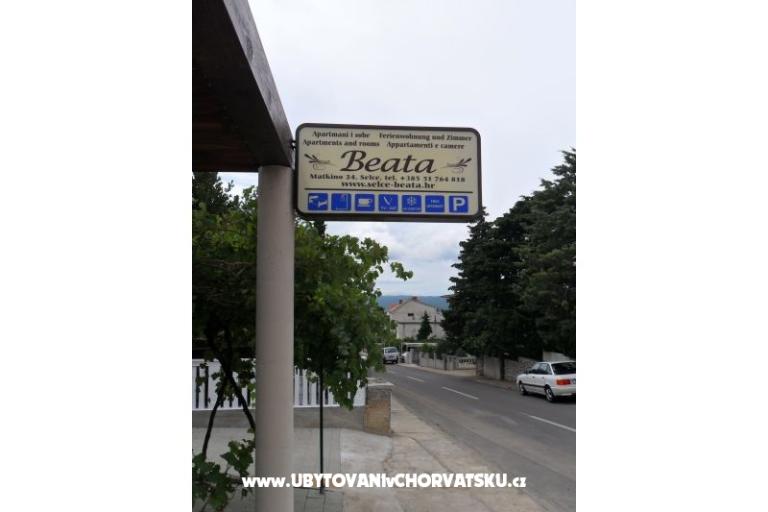 Apartmani i sobe Ferienwohnung und Zimmer
Apartments and rooms Appartamenti e camere
Beata
Matkino 24, Selce, tel. +385 51 764 818
www.selce-beata.hr
P
www.UBYTOVANIvCHORVATSKU.cz